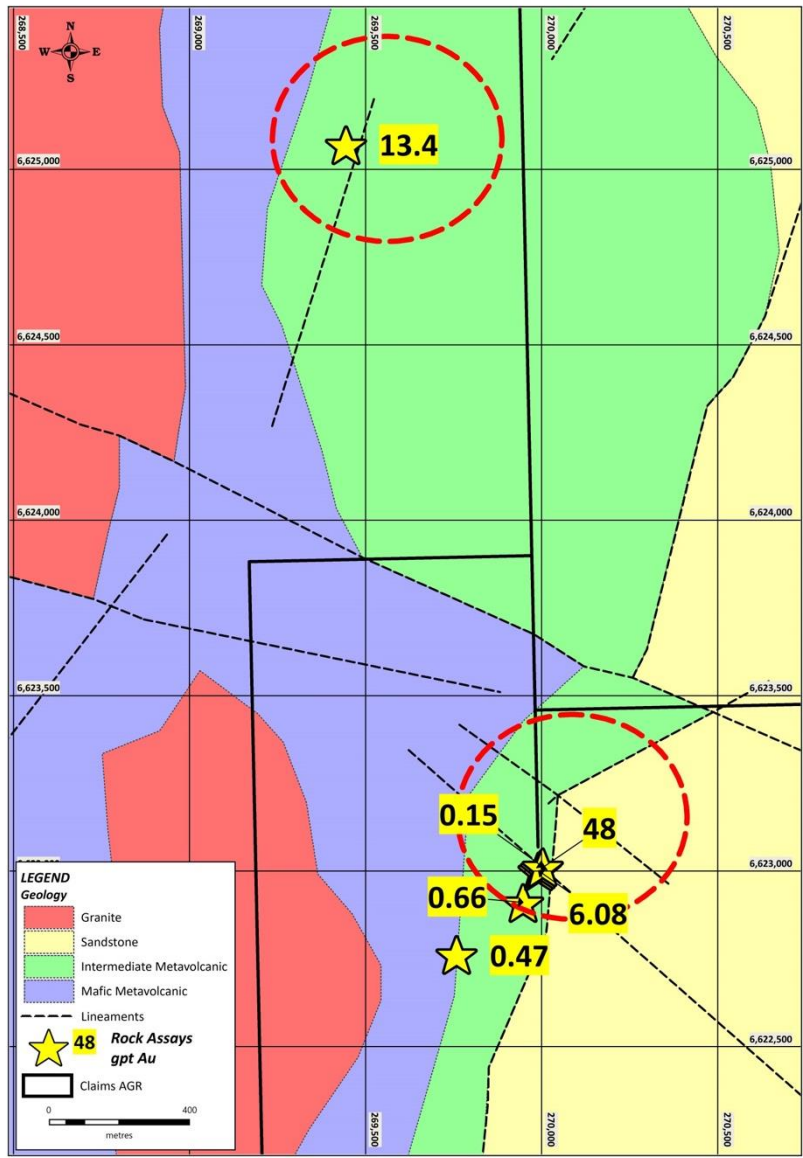 268,500
269,000
269,500
270,000
270,500
N
W E
S
13.4
6,625,000
6,625,000
6,624,500
6,624,500
6,624,000
6,624,000
6,623,500
6,623,500
0.15
48
6,623,000
0.66
6.08
0.47
LEGEND
Geology
Granite
Sandstone
Intermediate Metavolcanic
Mafic Metavolcanic
Lineaments
48 Rock Assays
gpt Au
Claims AGR
0 400
metres
6,622,500
269,500
270,000
270,500